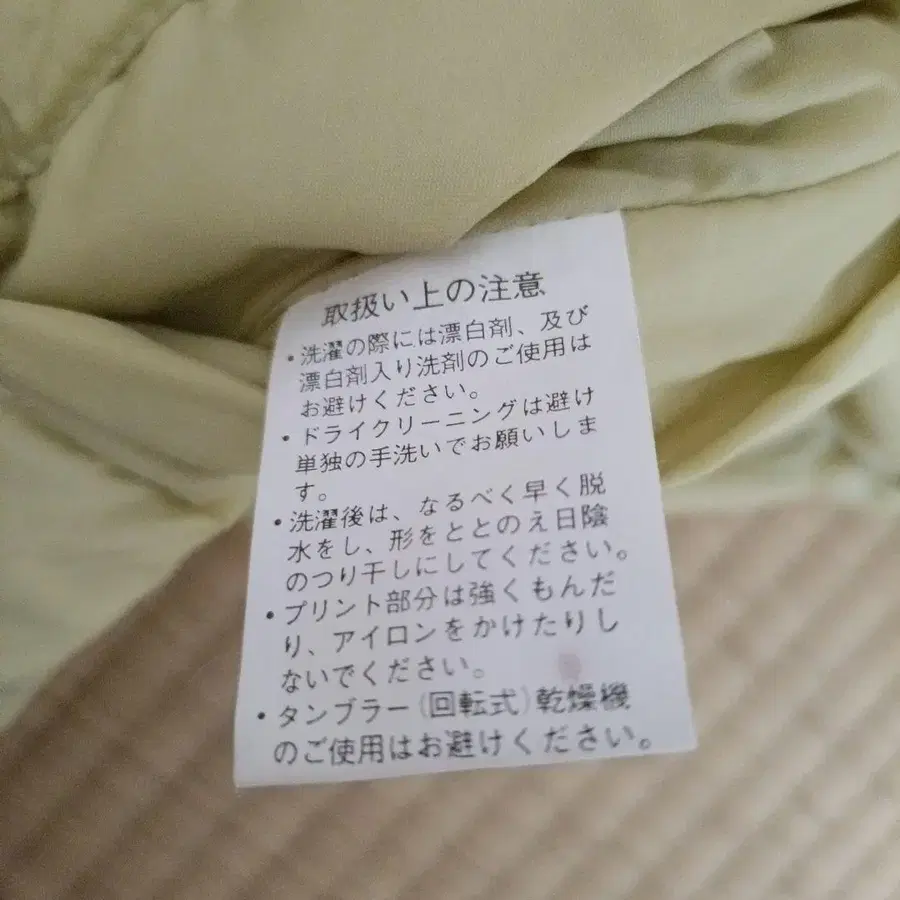 取扱い上の注意
・洗濯の際には漂白剤、及び
漂白剤入り洗剤のご使用は
お避けください。
・ドライクリーニングは避け
単独の手洗いでお願いしま
す。
・洗濯後は、なるべく早く脱
水をし、形をととのえ日陰
のつり干しにしてください。
・プリント部分は強くもんだ
り、アイロンをかけたりし
ないでください。
・タンブラー(回転式)乾燥機
のご使用はお避けください。